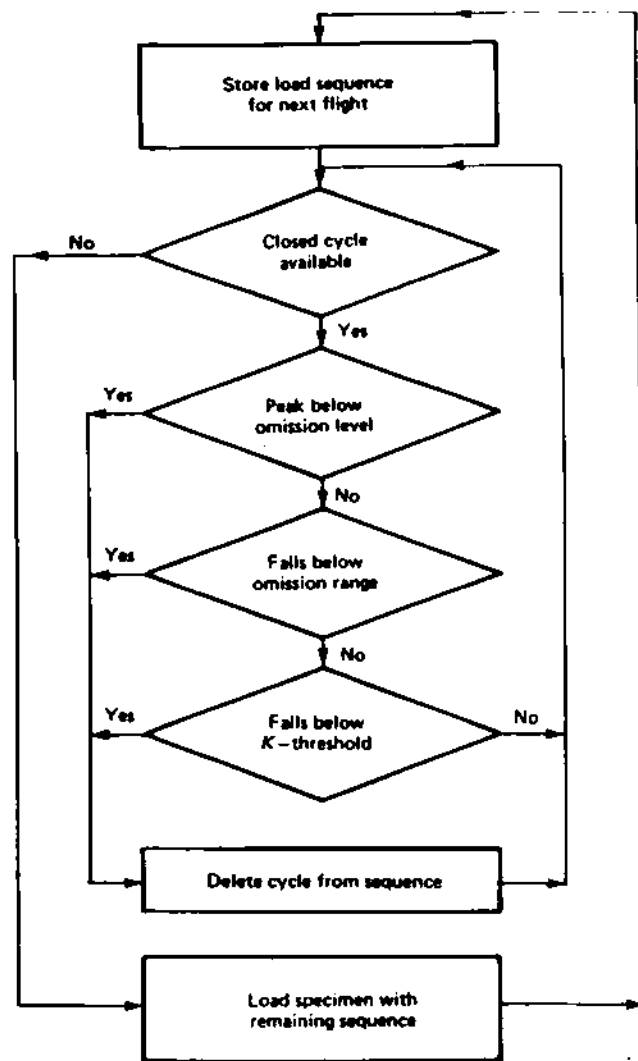 Store load sequence
for next flight
No
Closed cycle
available
Yes
Yes
Peak below
omission level
No
Yes
Falls below
omission range
No
Yes
Falls below
K-threshold
No
Delete cycle from sequence
Load specimen with
remaining sequence